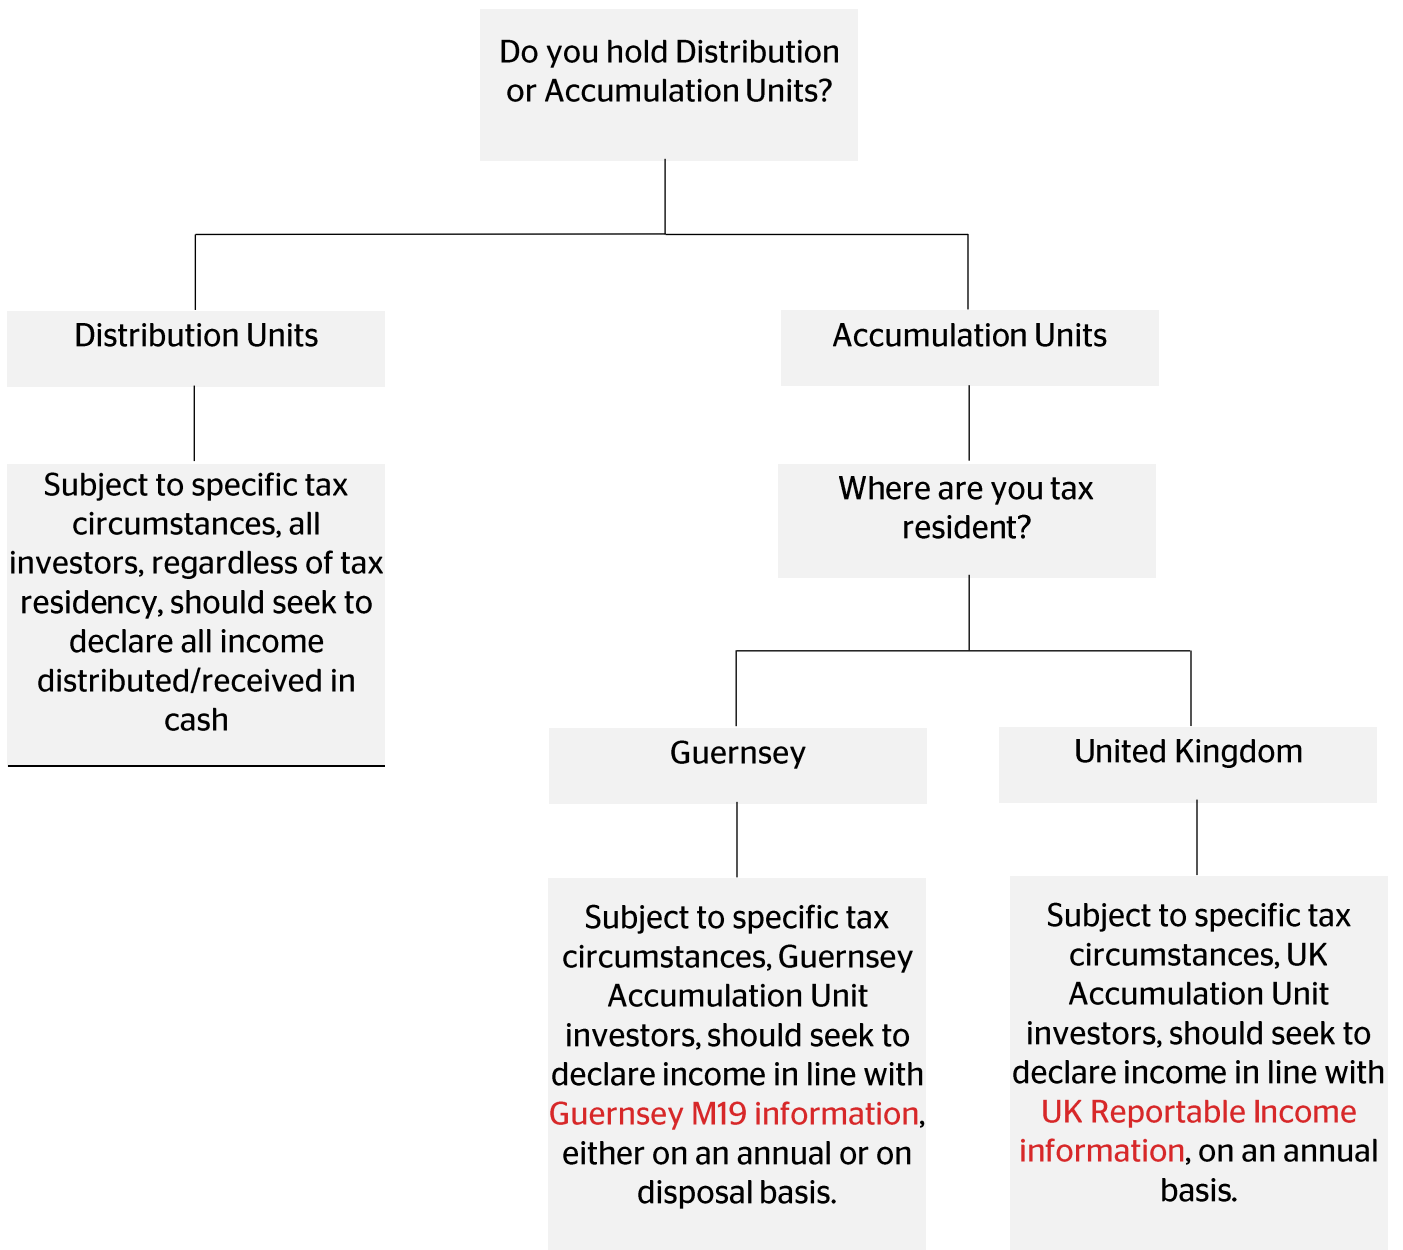 Do you hold Distribution
or Accumulation Units?
Distribution Units
Accumulation Units
Subject to specific tax
circumstances, all
investors, regardless of tax
residency, should seek to
declare all income
distributed/received in
cash
Where are you tax
resident?
Guernsey
United Kingdom
Subject to specific tax
circumstances, Guernsey
Accumulation Unit
investors, should seek to
declare income in line with
Guernsey M19 information,
either on an annual or on
disposal basis.
Subject to specific tax
circumstances, UK
Accumulation Unit
investors, should seek to
declare income in line with
UK Reportable Income
information, on an annual
basis.